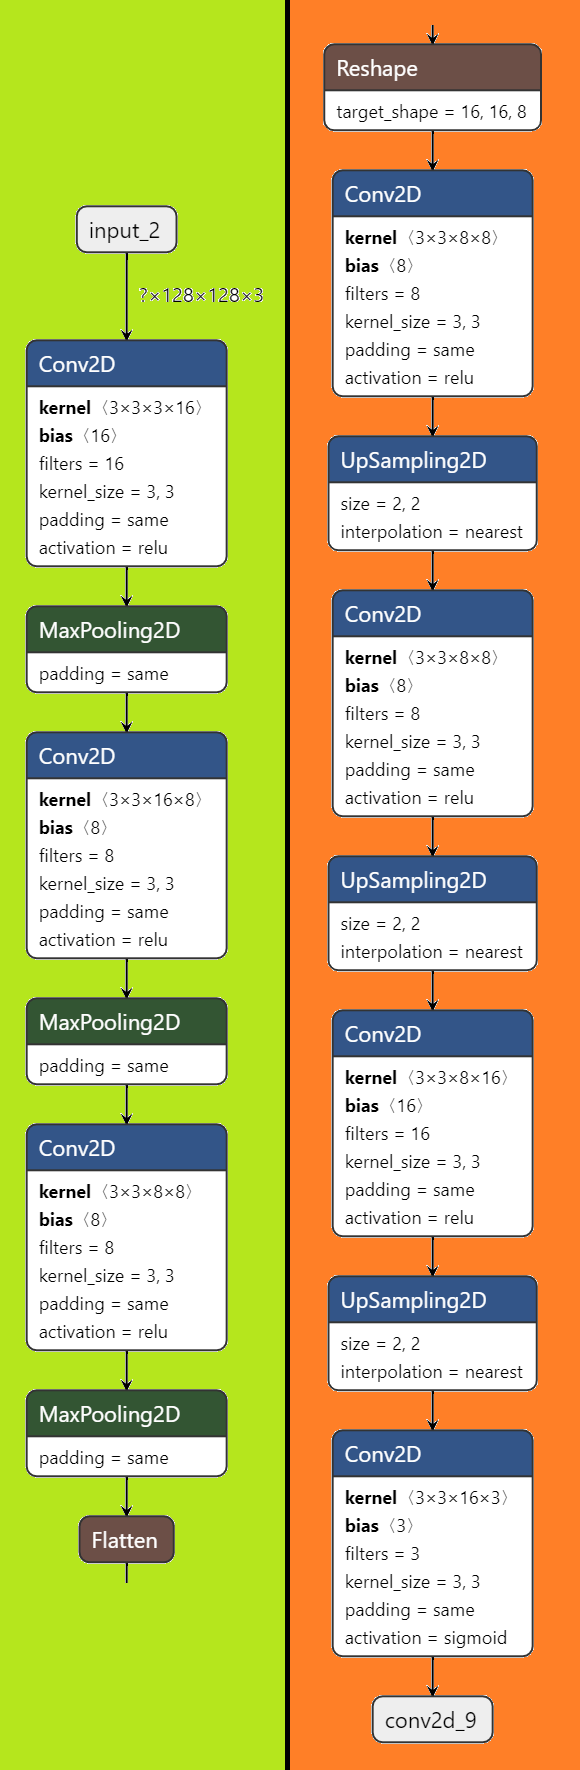 input_2
?×128×128×3
Conv2D
kernel 〈3×3×3×16〉
bias 〈16〉
filters = 16
kernel_size = 3, 3
padding = same
activation = relu
MaxPooling2D
padding = same
Conv2D
kernel 〈3×3×16×8〉
bias 〈8〉
filters = 8
kernel_size = 3, 3
padding = same
activation = relu
MaxPooling2D
padding = same
Conv2D
kernel 〈3×3×8×8〉
bias 〈8〉
filters = 8
kernel_size = 3, 3
padding = same
activation = relu
MaxPooling2D
padding = same
Flatten
Reshape
target_shape = 16, 16, 8
Conv2D
kernel 〈3×3×8×8〉
bias 〈8〉
filters = 8
kernel_size = 3, 3
padding = same
activation = relu
UpSampling2D
size = 2, 2
interpolation = nearest
Conv2D
kernel 〈3×3×8×8〉
bias 〈8〉
filters = 8
kernel_size = 3, 3
padding = same
activation = relu
UpSampling2D
size = 2, 2
interpolation = nearest
Conv2D
kernel 〈3×3×8×16〉
bias 〈16〉
filters = 16
kernel_size = 3, 3
padding = same
activation = relu
UpSampling2D
size = 2, 2
interpolation = nearest
Conv2D
kernel 〈3×3×16×3〉
bias 〈3〉
filters = 3
kernel_size = 3, 3
padding = same
activation = sigmoid
conv2d_9